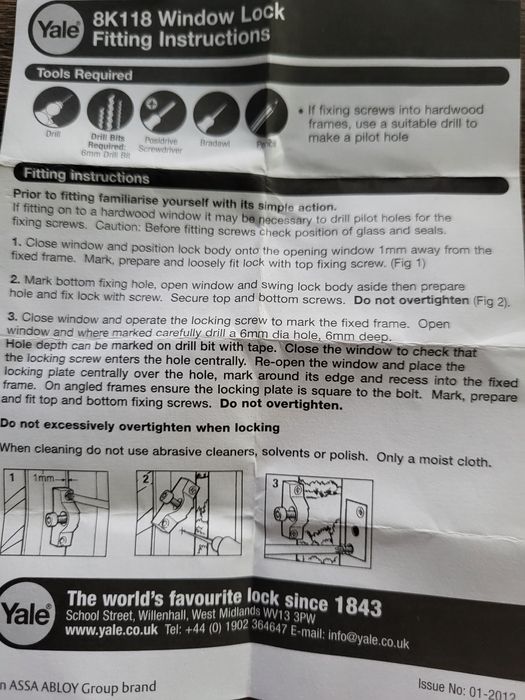 Yale 8K118 Window Lock
Fitting Instructions
Tools Required
Drill
Drill Bits
Required:
6mm Drill Bit
Posidrive
Screwdriver
Bradawl
Pencil
• If fixing screws into hardwood
frames, use a suitable drill to
make a pilot hole
Fitting instructions
Prior to fitting familiarise yourself with its simple action.
If fitting on to a hardwood window it may be necessary to drill pilot holes for the
fixing screws. Caution: Before fitting screws check position of glass and seals.
1. Close window and position lock body onto the opening window 1mm away from the
fixed frame. Mark, prepare and loosely fit lock with top fixing screw. (Fig 1)
2. Mark bottom fixing hole, open window and swing lock body aside then prepare
hole and fix lock with screw. Secure top and bottom screws. Do not overtighten (Fig 2).
3. Close window and operate the locking screw to mark the fixed frame. Open
window and where marked carefully drill a 6mm dia hole, 6mm deep.
Hole depth can be marked on drill bit with tape. Close the window to check that
the locking screw enters the hole centrally. Re-open the window and place the
locking plate centrally over the hole, mark around its edge and recess into the fixed
frame. On angled frames ensure the locking plate is square to the bolt. Mark, prepare
and fit top and bottom fixing screws. Do not overtighten.
Do not excessively overtighten when locking
When cleaning do not use abrasive cleaners, solvents or polish. Only a moist cloth.
1 1mm
2
3
Yale The world's favourite lock since 1843
School Street, Willenhall, West Midlands WV13 3PW
www.yale.co.uk Tel: +44 (0) 1902 364647 E-mail: info@yale.co.uk
n ASSA ABLOY Group brand
Issue No: 01-2012